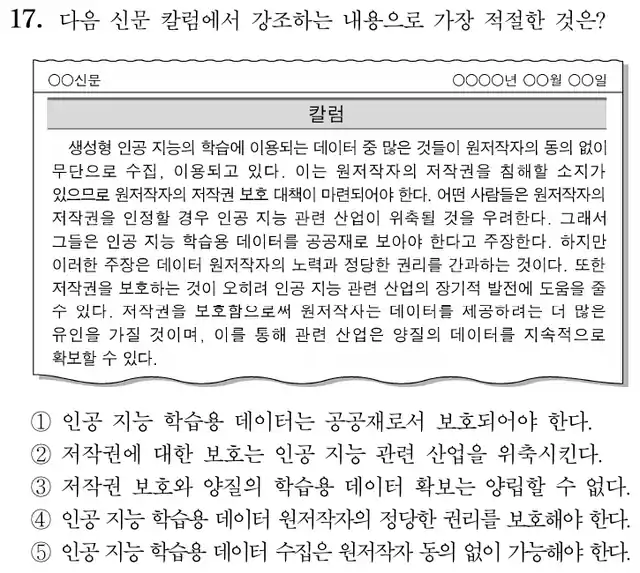 17. 다음 신문 칼럼에서 강조하는 내용으로 가장 적절한 것은?
○○신문 ○○○○년 ○○월 ○○일
칼럼
생성형 인공 지능의 학습에 이용되는 데이터 중 많은 것들이 원저작자의 동의 없이
무단으로 수집, 이용되고 있다. 이는 원저작자의 저작권을 침해할 소지가
있으므로 원저작자의 저작권 보호 대책이 마련되어야 한다. 어떤 사람들은 원저작자의
저작권을 인정할 경우 인공 지능 관련 산업이 위축될 것을 우려한다. 그래서
그들은 인공 지능 학습용 데이터를 공공재로 보아야 한다고 주장한다. 하지만
이러한 주장은 데이터 원저작자의 노력과 정당한 권리를 간과하는 것이다. 또한
저작권을 보호하는 것이 오히려 인공 지능 관련 산업의 장기적 발전에 도움을 줄
수 있다. 저작권을 보호함으로써 원저작자는 데이터를 제공하려는 더 많은
유인을 가질 것이며, 이를 통해 관련 산업은 양질의 데이터를 지속적으로
확보할 수 있다.
① 인공 지능 학습용 데이터는 공공재로서 보호되어야 한다.
② 저작권에 대한 보호는 인공 지능 관련 산업을 위축시킨다.
③ 저작권 보호와 양질의 학습용 데이터 확보는 양립할 수 없다.
④ 인공 지능 학습용 데이터 원저작자의 정당한 권리를 보호해야 한다.
⑤ 인공 지능 학습용 데이터 수집은 원저작자 동의 없이 가능해야 한다.